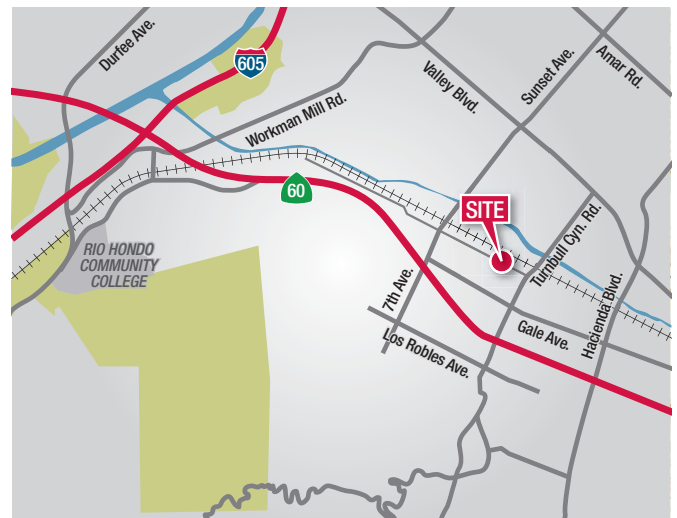 Durfee Ave.
605
Valley Blvd.
Sunset Ave.
Amar Rd.
Workman Mill Rd.
60
SITE
RIO HONDO
COMMUNITY
COLLEGE
7th Ave.
Turnbull Cyn. Rd.
Hacienda Blvd.
Gale Ave.
Los Robles Ave.